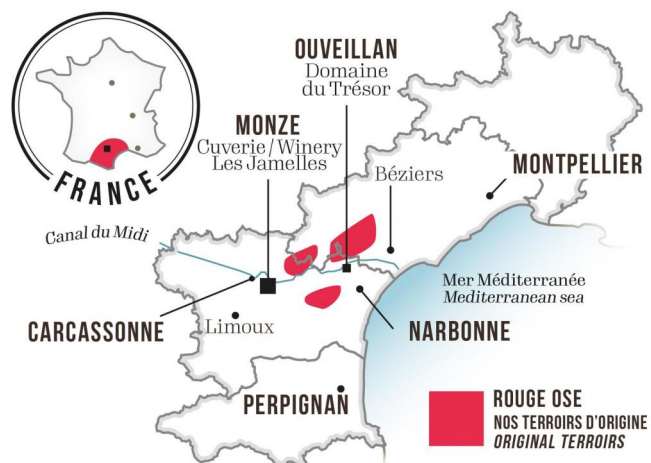 FRANCE
OUVEILLAN
Domaine
du Trésor
MONZE
Cuverie / Winery
Les Jamelles
Béziers
MONTPELLIER
Canal du Midi
Mer Méditerranée
Mediterranean sea
CARCASSONNE
Limoux
NARBONNE
PERPIGNAN
ROUGE OSE
NOS TERROIRS D'ORIGINE
ORIGINAL TERROIRS